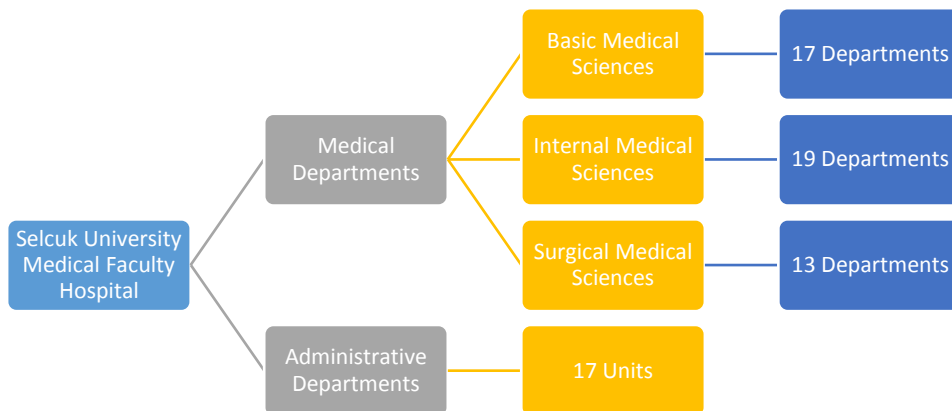 Selcuk University
Medical Faculty
Hospital
Medical
Departments
Basic Medical
Sciences
17 Departments
Internal Medical
Sciences
19 Departments
Surgical Medical
Sciences
13 Departments
Administrative
Departments
17 Units